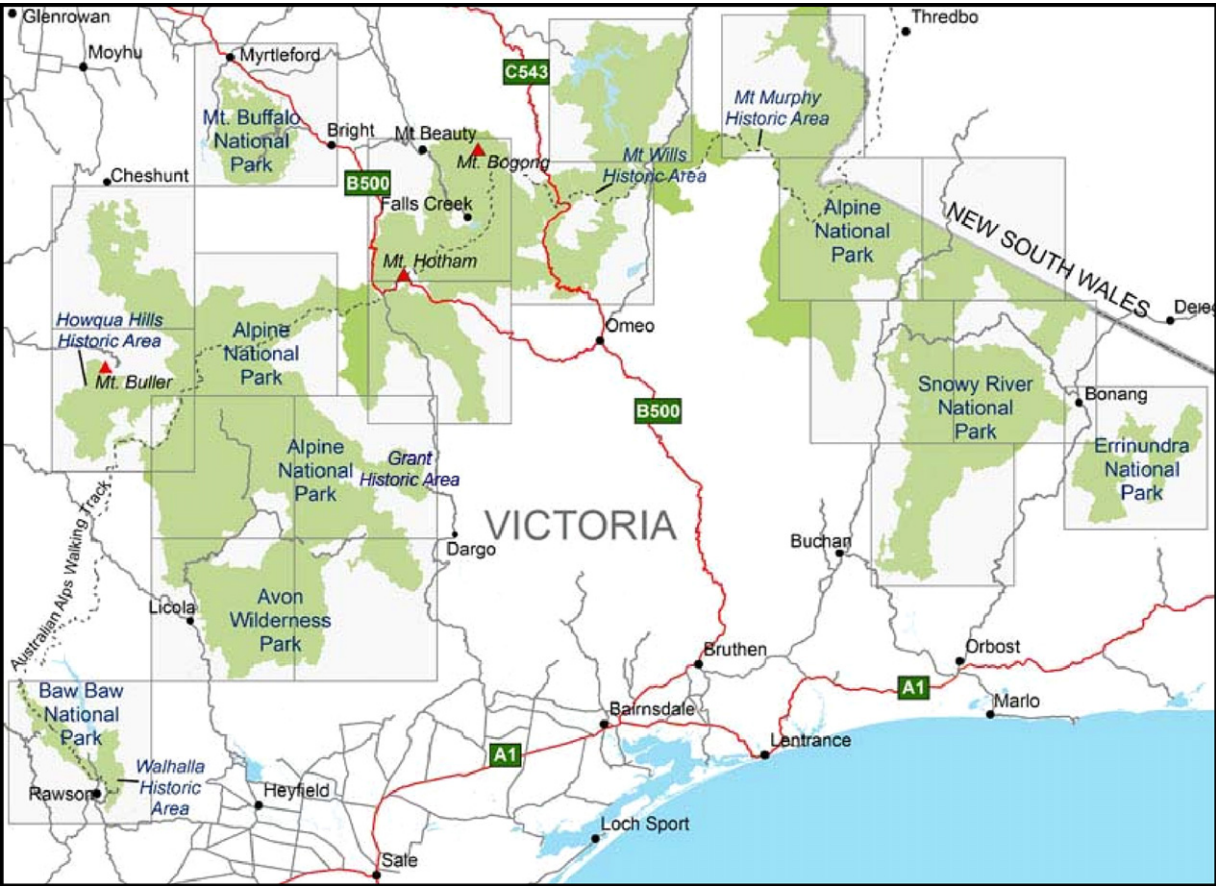 Glenrowan
Thredbo
Moyhu
Myrtleford
C543
Mt Murphy
Historic Area
Mt. Buffalo
National
Park
Bright
Mt Beauty
Mt. Bogong
Mt Wills
Historic Area
Cheshunt
B500
Falls Creek
Alpine
National
Park
NEW SOUTH WALES
Mt. Hotham
Howqua Hills
Historic Area
Mt. Buller
Alpine
National
Park
Omeo
Dereg
Snowy River
National
Park
Bonang
B500
Errinundra
National
Park
Alpine
National
Park
Grant
Historic Area
VICTORIA
Australian Alps Walking Track
Dargo
Buchan
Licola
Avon
Wilderness
Park
Bruthen
Orbost
Baw Baw
National
Park
A1
Marlo
Bairnsdale
Lentrance
A1
Walhalla
Historic
Area
Rawson
Heyfield
Loch Sport
Sale